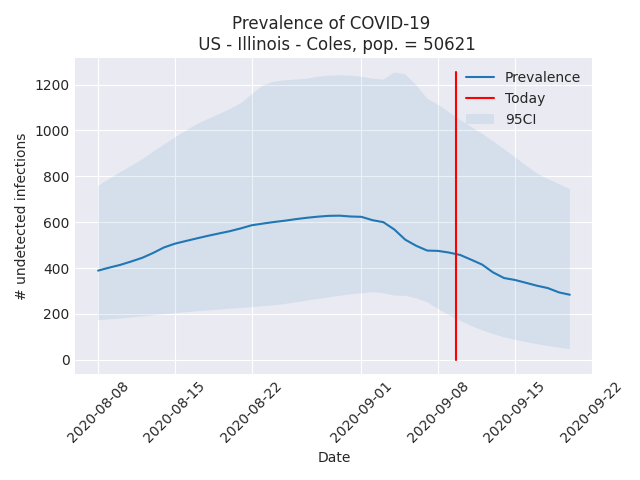 Prevalence of COVID-19
US - Illinois - Coles, pop. = 50621
# undetected infections
1200
1000
800
600
400
200
0
Prevalence
Today
95CI
2020-08-08
2020-08-15
2020-08-22
2020-09-01
2020-09-08
2020-09-15
2020-09-22
Date